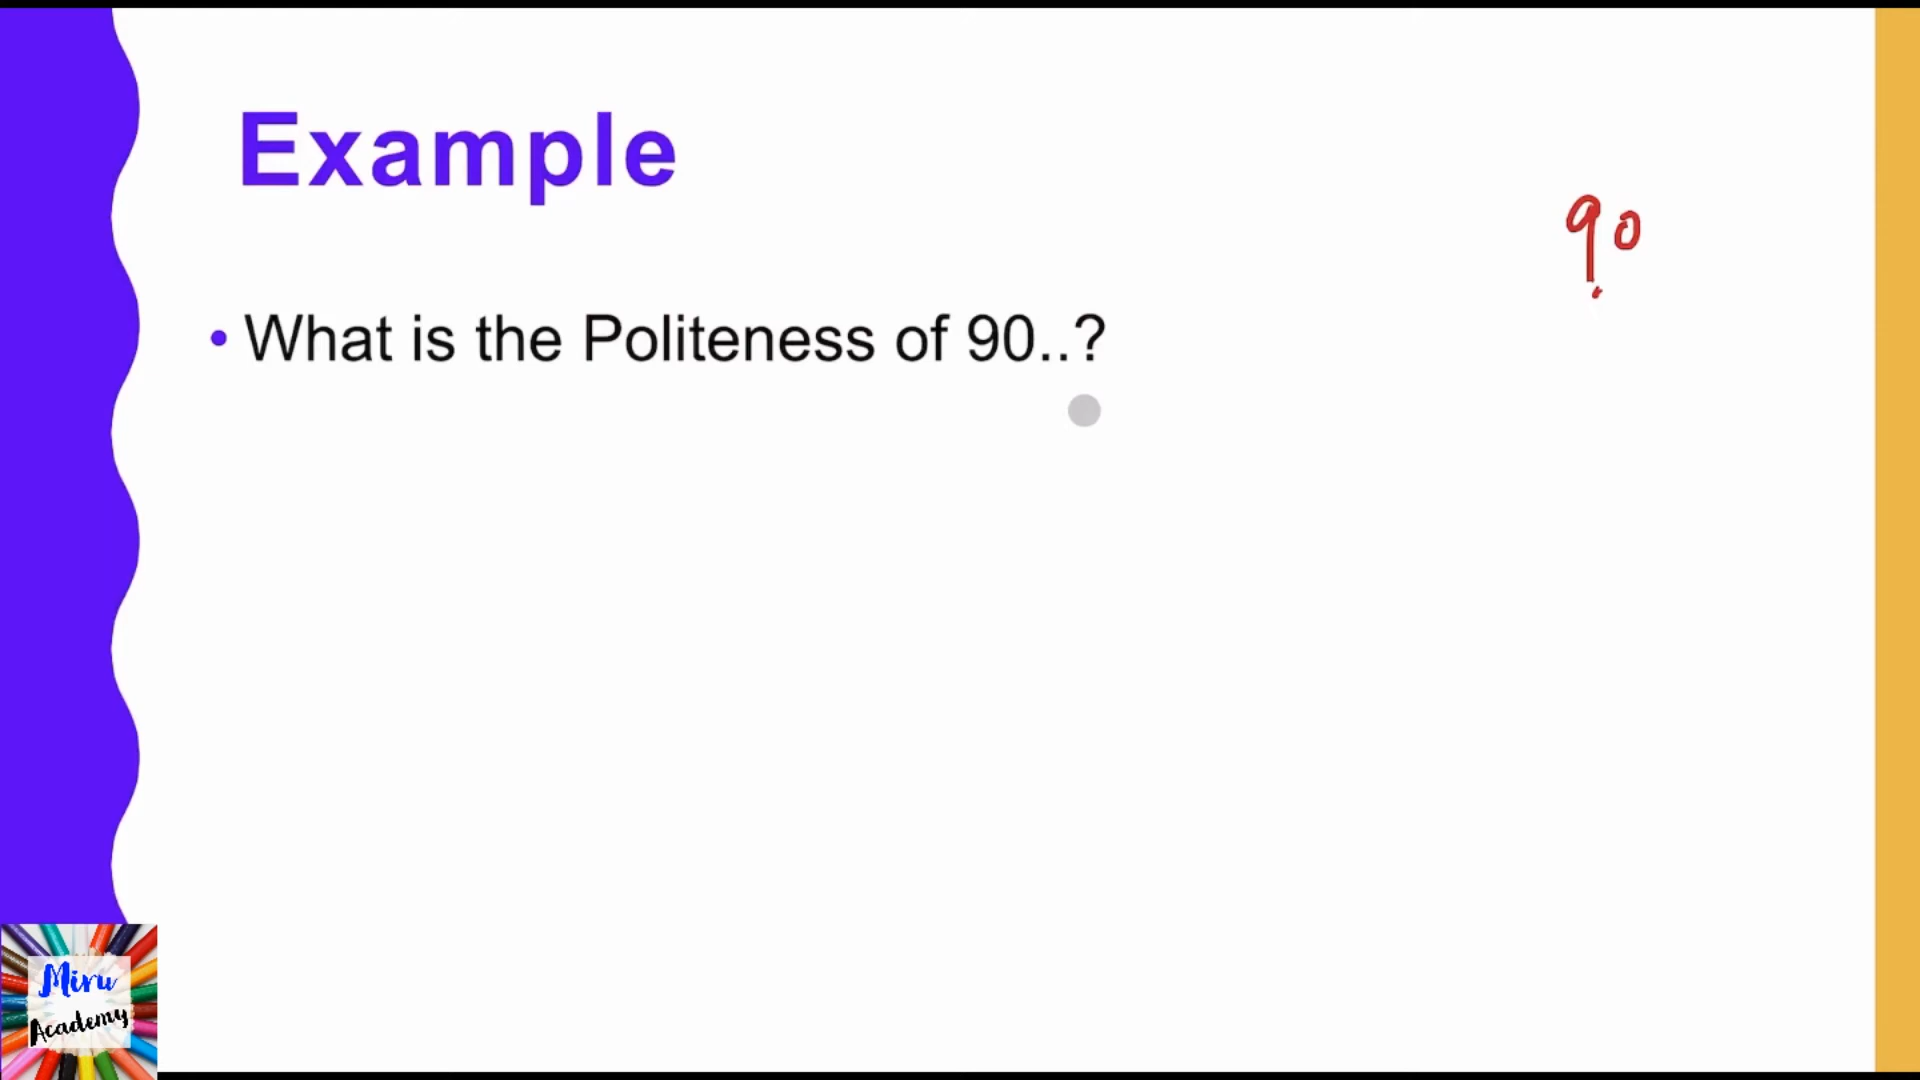 Example
90
• What is the Politeness of 90..?
Miru
Academy